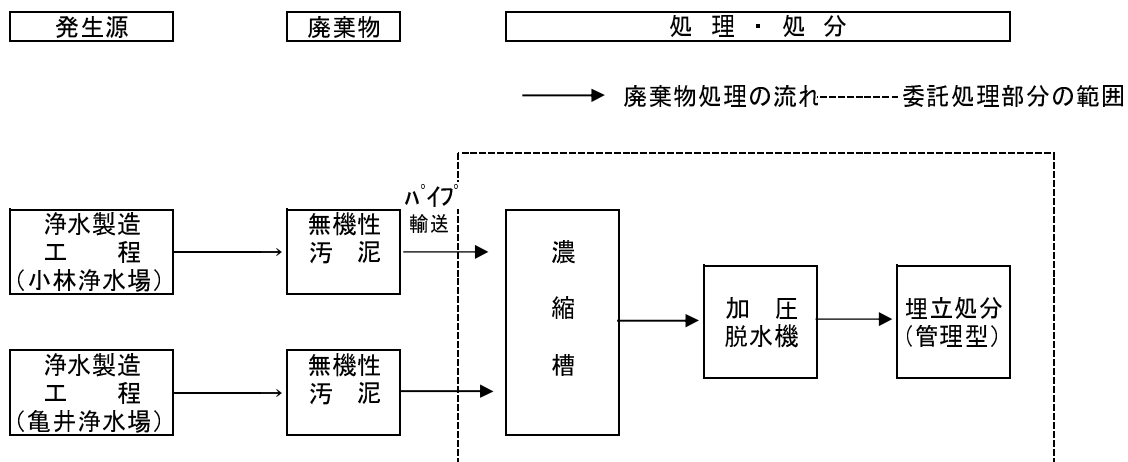 発生源
廃棄物
処　理　・　処　分
廃棄物処理の流れ
委託処理部分の範囲
ﾊﾟｲﾌﾟ
輸送
浄水製造
工　　程
(小林浄水場)
無機性
汚　泥
濃
縮
槽
加　圧
脱水機
埋立処分
(管理型)
浄水製造
工　　程
(亀井浄水場)
無機性
汚　泥